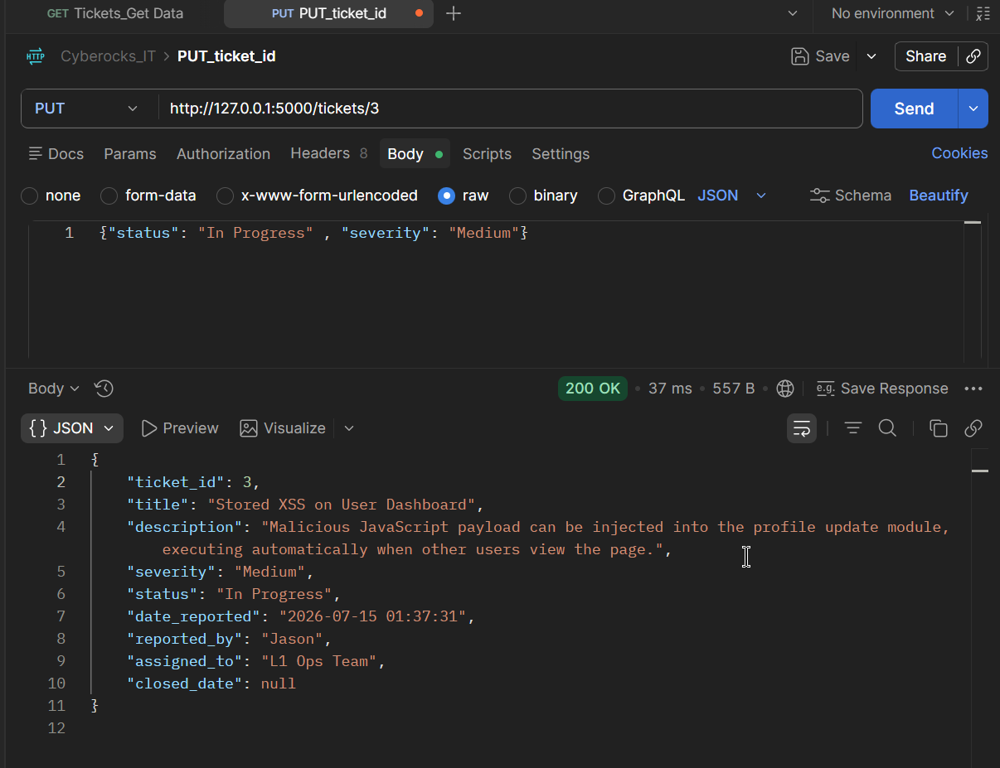 GET Tickets_Get Data PUT PUT_ticket_id No environment
HTTP Cyberocks_IT > PUT_ticket_id Save Share
PUT http://127.0.0.1:5000/tickets/3 Send
Docs Params Authorization Headers 8 Body Scripts Settings Cookies
none form-data x-www-form-urlencoded raw binary GraphQL JSON Schema Beautify
1 {"status": "In Progress" , "severity": "Medium"}
Body 200 OK • 37 ms • 557 B • e.g. Save Response
{} JSON Preview Visualize
1 {
2 "ticket_id": 3,
3 "title": "Stored XSS on User Dashboard",
4 "description": "Malicious JavaScript payload can be injected into the profile update module,
executing automatically when other users view the page.",
5 "severity": "Medium",
6 "status": "In Progress",
7 "date_reported": "2026-07-15 01:37:31",
8 "reported_by": "Jason",
9 "assigned_to": "L1 Ops Team",
10 "closed_date": null
11 }
12